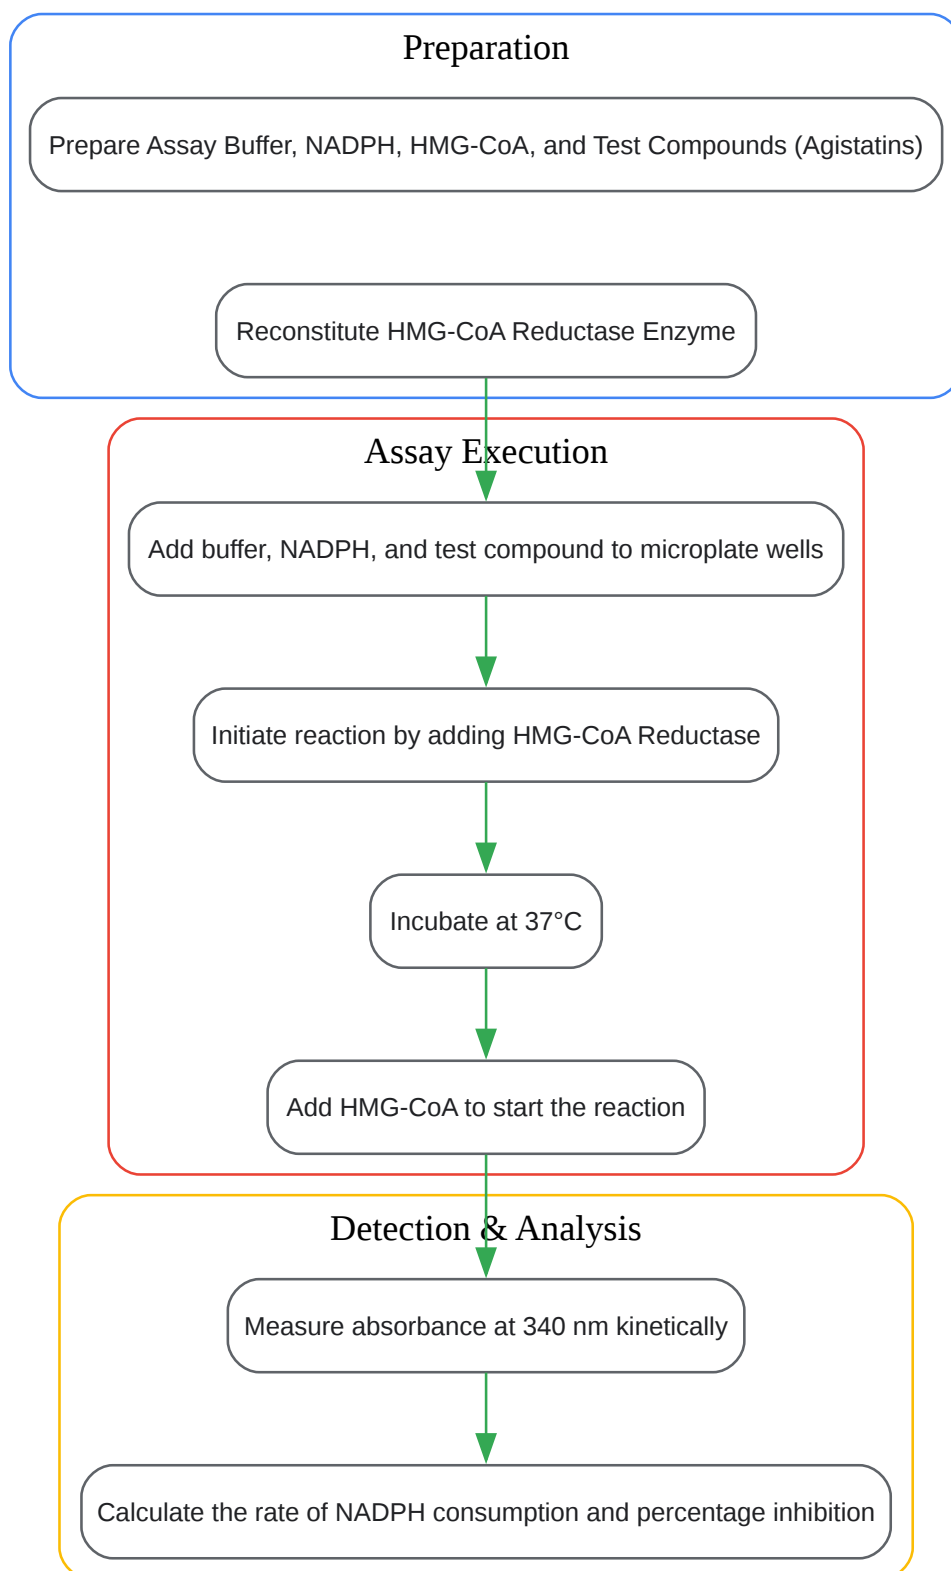 Preparation
Prepare Assay Buffer, NADPH, HMG-CoA, and Test Compounds (Agistatins)
Reconstitute HMG-CoA Reductase Enzyme
Assay Execution
Add buffer, NADPH, and test compound to microplate wells
Initiate reaction by adding HMG-CoA Reductase
Incubate at 37°C
Add HMG-CoA to start the reaction
Detection & Analysis
Measure absorbance at 340 nm kinetically
Calculate the rate of NADPH consumption and percentage inhibition